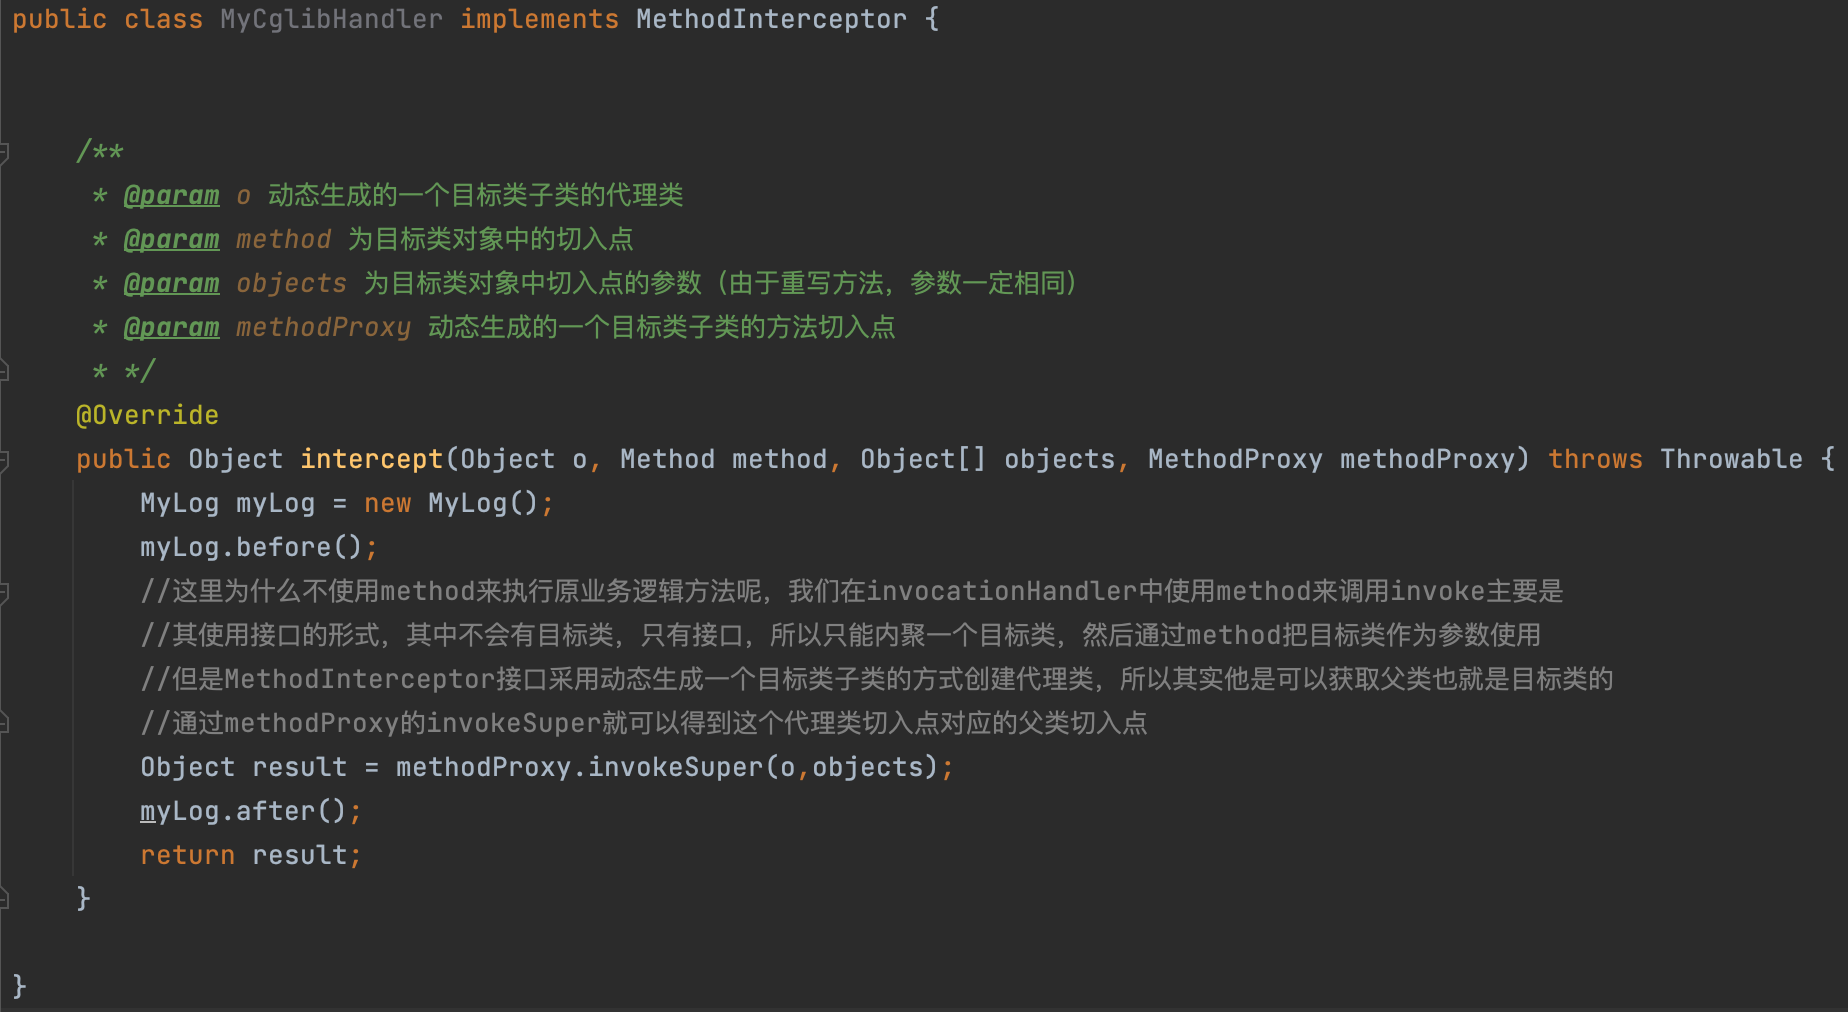 public class MyCglibHandler implements MethodInterceptor {
/**
* @param o 动态生成的一个目标类子类的代理类
* @param method 为目标类对象中的切入点
* @param objects 为目标类对象中切入点的参数（由于重写方法，参数一定相同）
* @param methodProxy 动态生成的一个目标类子类的方法切入点
* */
@Override
public Object intercept(Object o, Method method, Object[] objects, MethodProxy methodProxy) throws Throwable {
MyLog myLog = new MyLog();
myLog.before();
//这里为什么不使用method来执行原业务逻辑方法呢，我们在invocationHandler中使用method来调用invoke主要是
//其使用接口的形式，其中不会有目标类，只有接口，所以只能内聚一个目标类，然后通过method把目标类作为参数使用
//但是MethodInterceptor接口采用动态生成一个目标类子类的方式创建代理类，所以其实他是可以获取父类也就是目标类的
//通过methodProxy的invokeSuper就可以得到这个代理类切入点对应的父类切入点
Object result = methodProxy.invokeSuper(o,objects);
myLog.after();
return result;
}
}